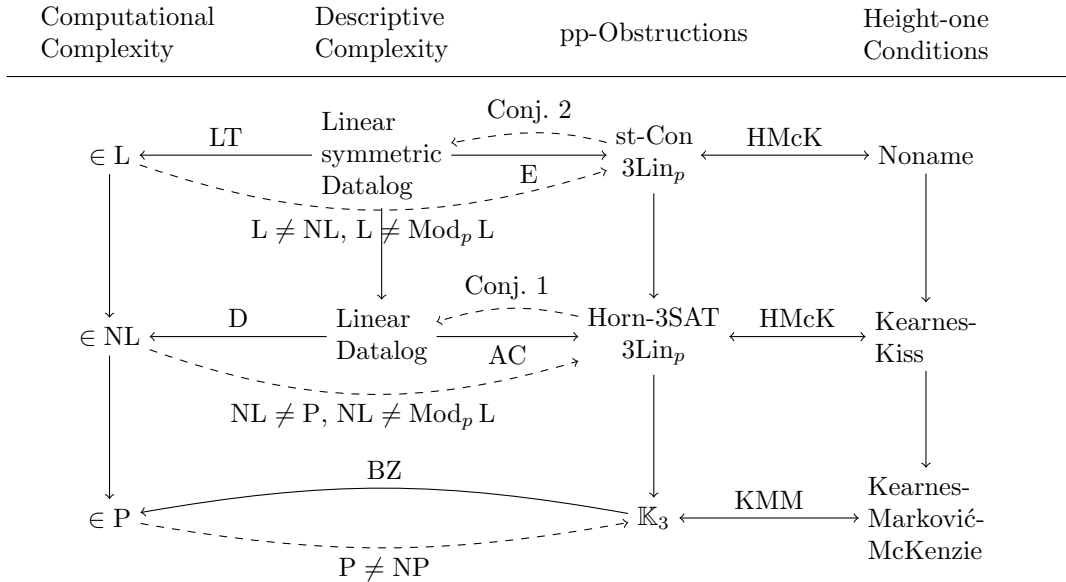 Computational
Complexity
Descriptive
Complexity
pp-Obstructions
Height-one
Conditions
Conj. 2
LT
Linear
symmetric
Datalog
st-Con
3Lin_p
HMcK
∈ L
E
Noname
L ≠ NL, L ≠ Mod_p L
Conj. 1
D
Linear
Datalog
Horn-3SAT
3Lin_p
HMcK
∈ NL
AC
Kearnes-
Kiss
NL ≠ P, NL ≠ Mod_p L
BZ
∈ P
𝕂_3
KMM
Kearnes-
Marković-
McKenzie
P ≠ NP